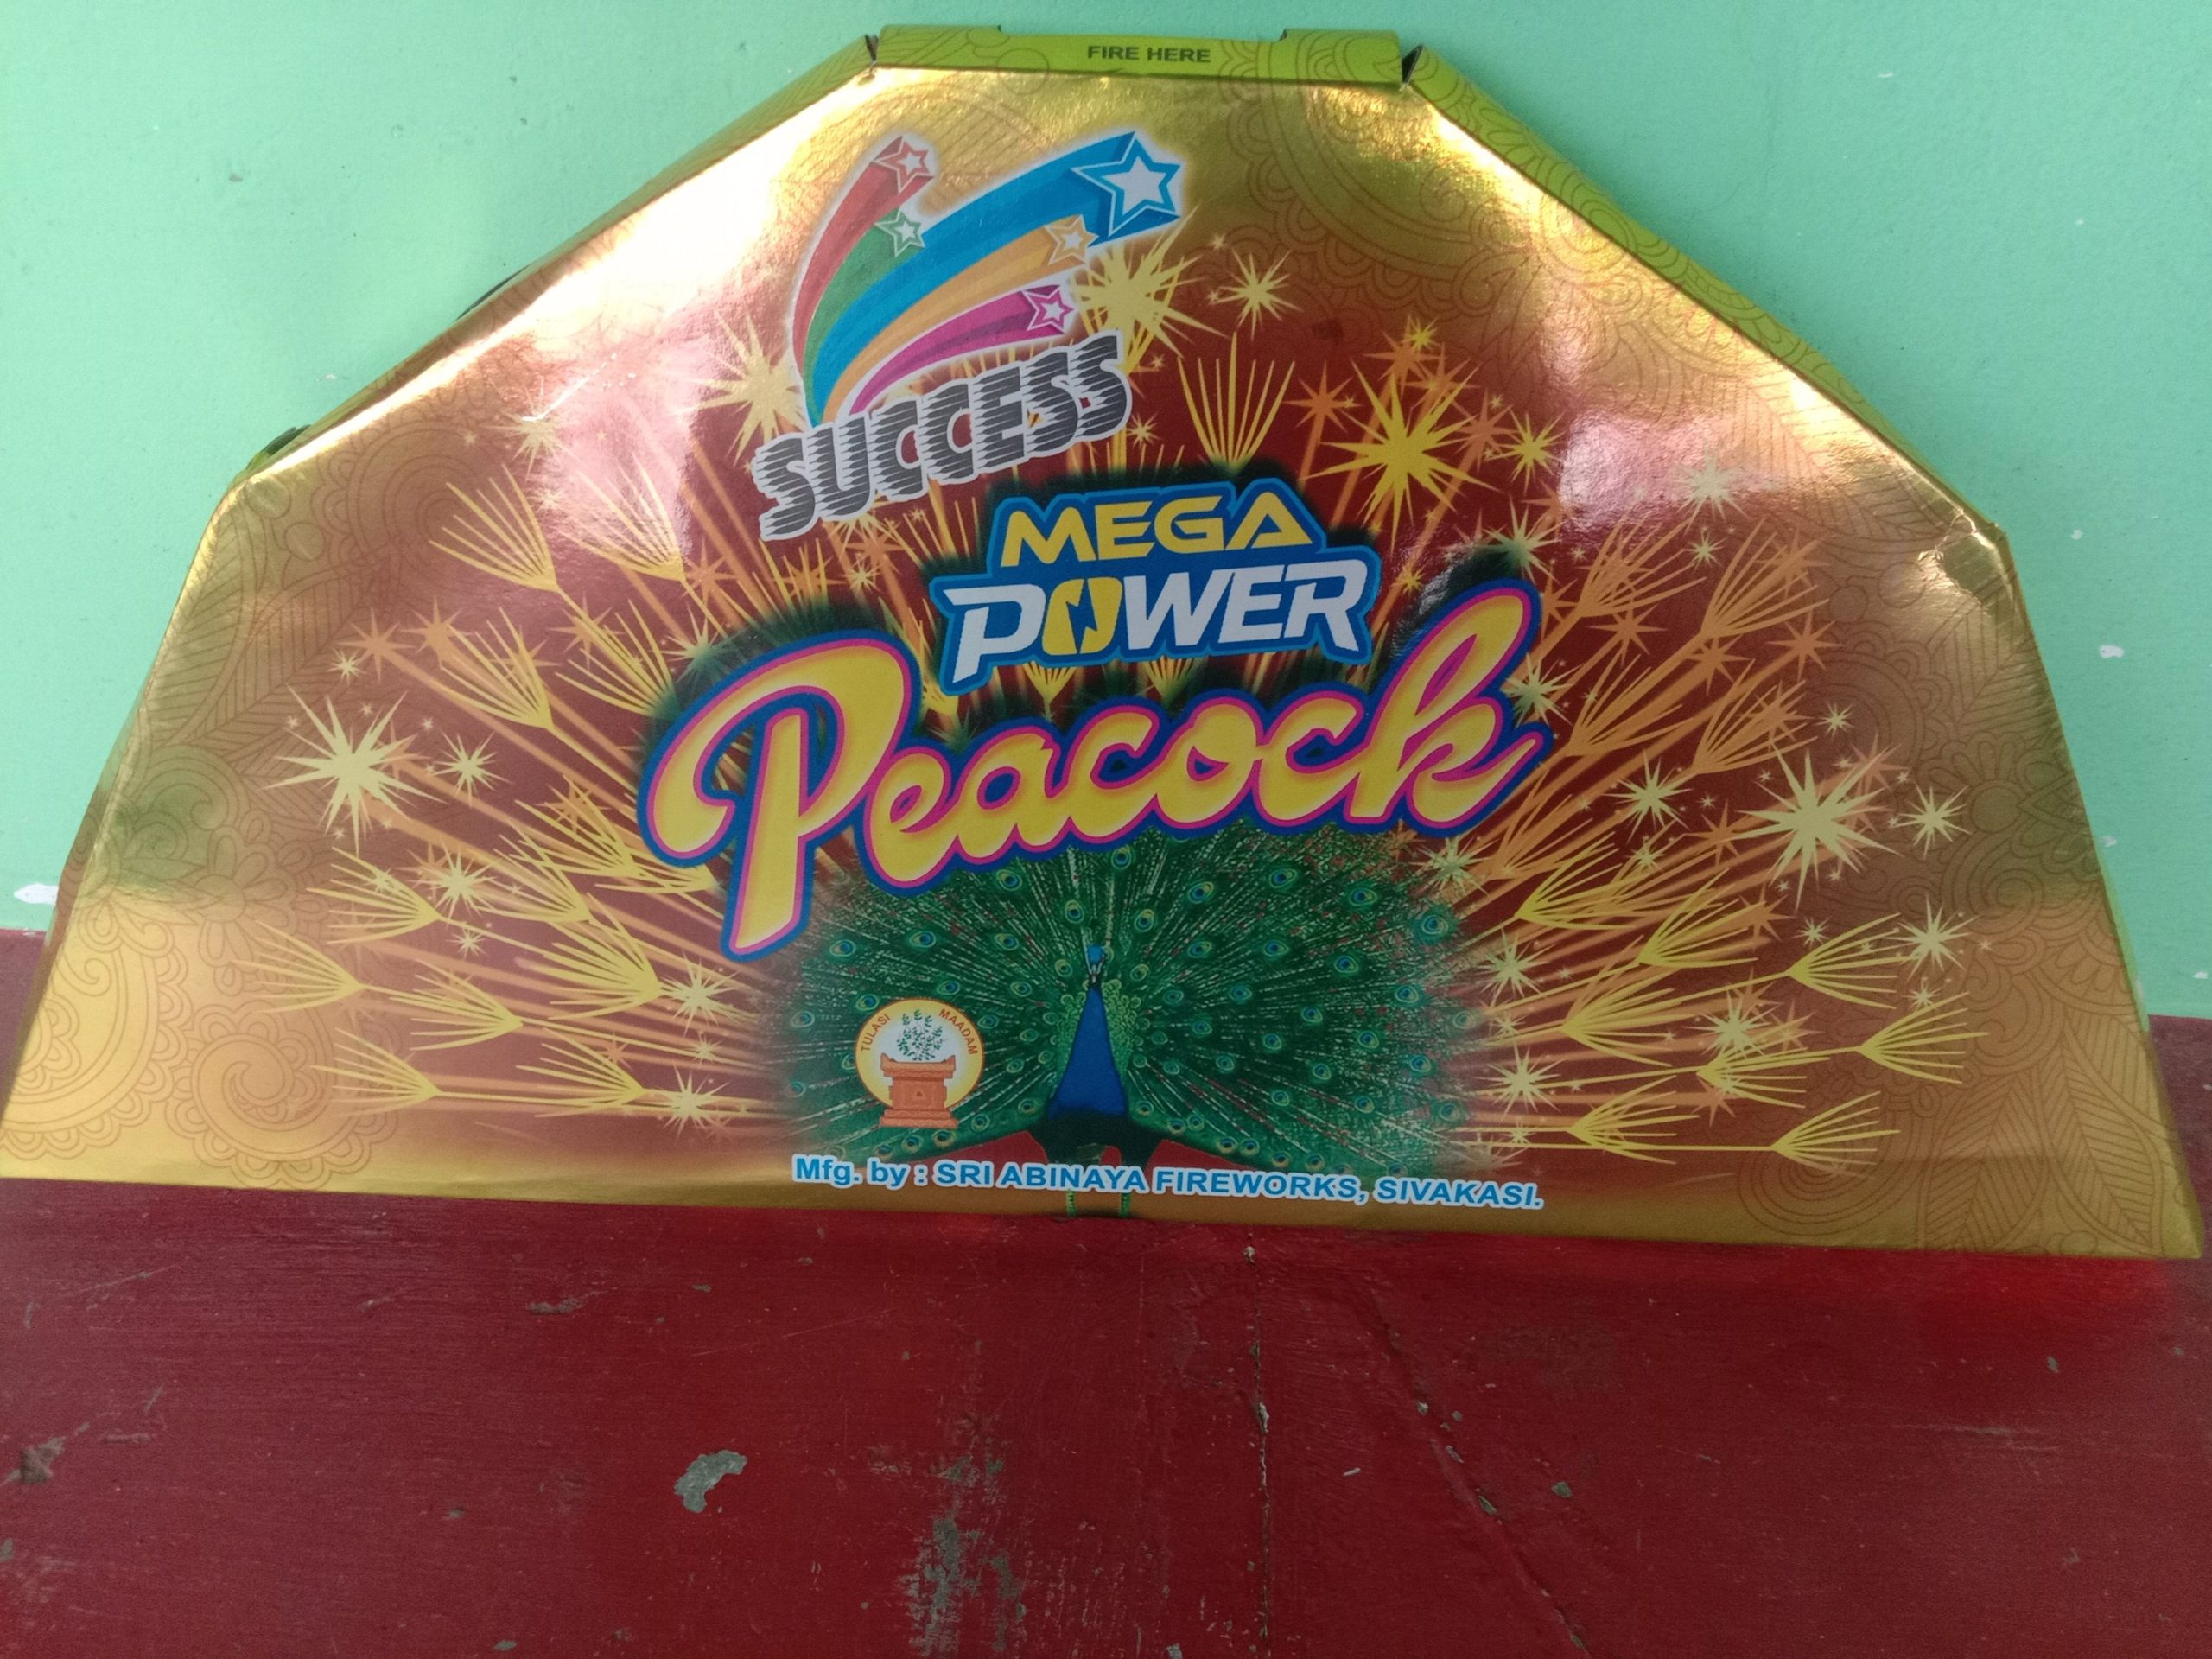 FIRE HERE
SUCCESS
MEGA
POWER
Peacock
TULASI MAADAM
Mfg. by : SRI ABINAYA FIREWORKS, SIVAKASI.